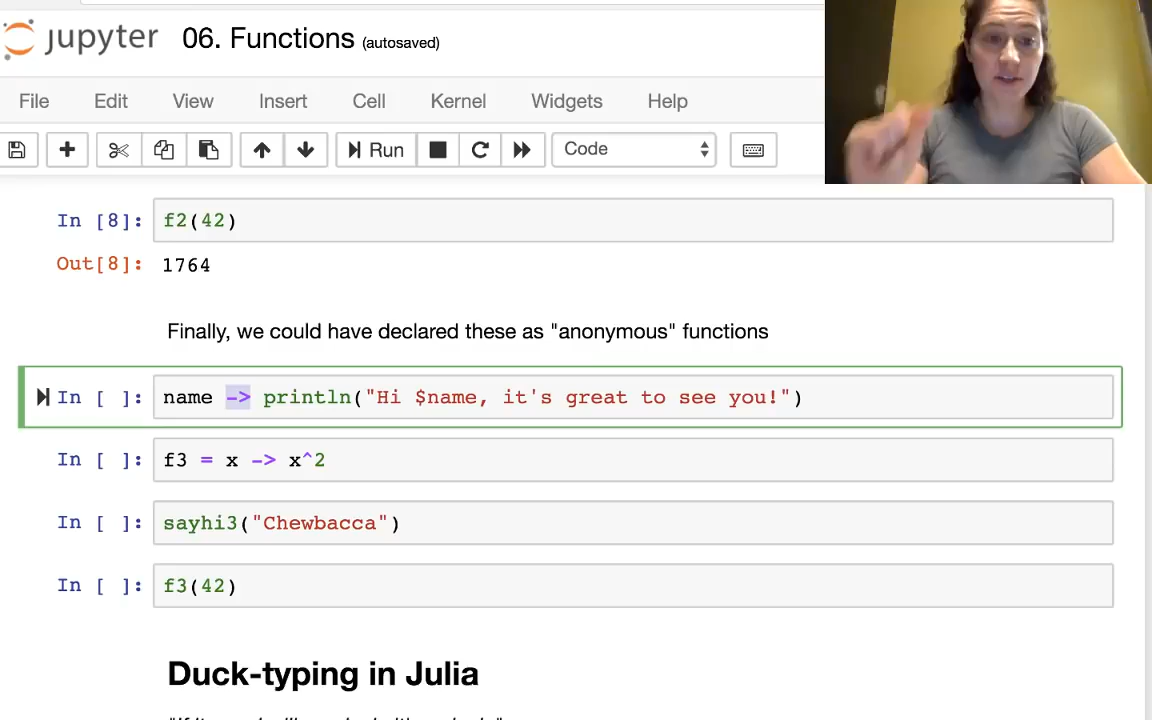 jupyter 06. Functions (autosaved)
File Edit View Insert Cell Kernel Widgets Help
Run Code
In [8]: f2(42)
Out[8]: 1764
Finally, we could have declared these as "anonymous" functions
In [ ]: name -> println("Hi $name, it's great to see you!")
In [ ]: f3 = x -> x^2
In [ ]: sayhi3("Chewbacca")
In [ ]: f3(42)
Duck-typing in Julia